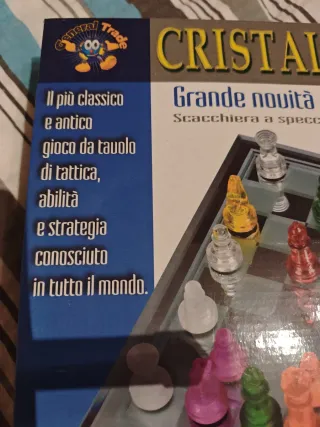 General Trade
CRISTAL
Grande novità
Scacchiera a specc
Il più classico
e antico
gioco da tavolo
di tattica,
abilità
e strategia
conosciuto
in tutto il mondo.